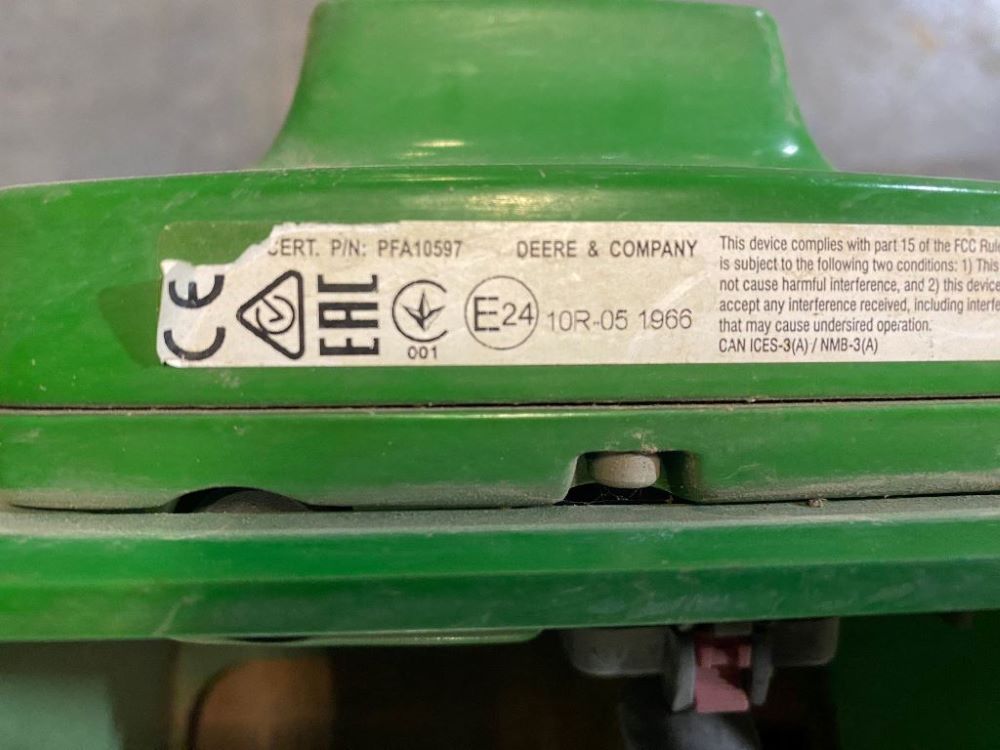 CERT. P/N: PFA10597
DEERE & COMPANY
CE
EAC
001
E24
10R-05 1966
This device complies with part 15 of the FCC
is subject to the following two conditions: 1) This
not cause harmful interference, and 2) this device
accept any interference received, including
that may cause undersired operation.
CAN ICES-3(A) / NMB-3(A)